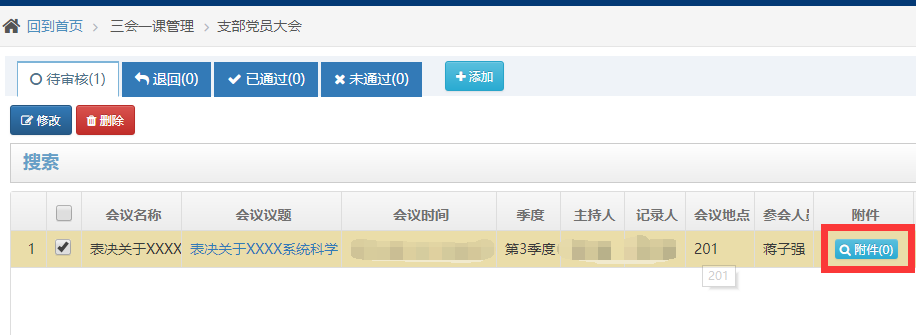 回到首页 > 三会一课管理 > 支部党员大会
待审核(1) 退回(0) 已通过(0) 未通过(0) 添加
修改 删除
搜索
会议名称 会议议题 会议时间 季度 主持人 记录人 会议地点 参会人员 附件
1 表决关于XXXX 表决关于XXXX系统科学 第3季度 201 蒋子强 附件(0)
201